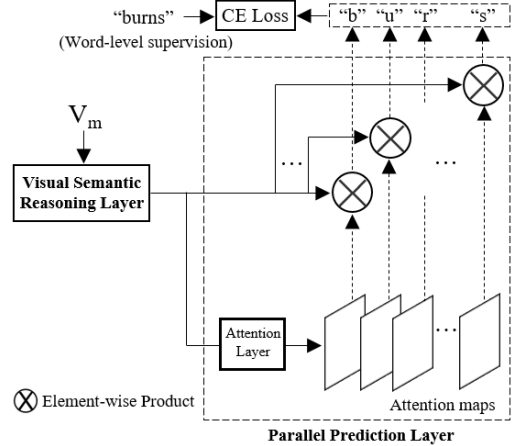 “burns” CE Loss “b” “u” “r” “s”
(Word-level supervision)
Vm
Visual Semantic
Reasoning Layer
...
...
Attention
Layer
...
Attention maps
Element-wise Product
Parallel Prediction Layer